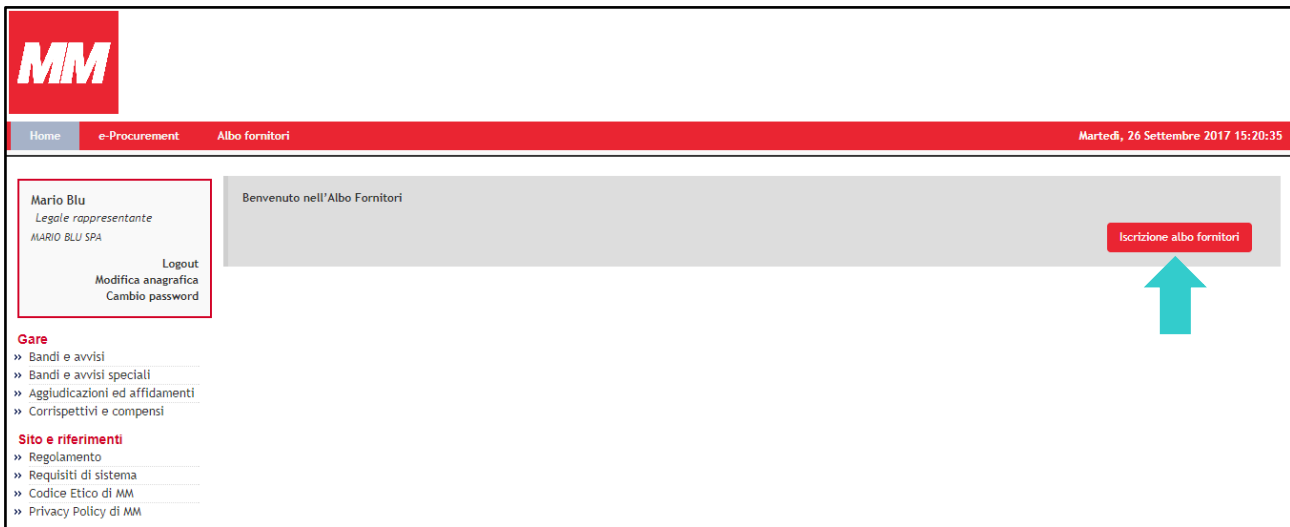 MM
Home e-Procurement Albo fornitori Martedì, 26 Settembre 2017 15:20:35
Mario Blu
Legale rappresentante
MARIO BLU SPA
Logout
Modifica anagrafica
Cambio password
Benvenuto nell'Albo Fornitori
Iscrizione albo fornitori
Gare
» Bandi e avvisi
» Bandi e avvisi speciali
» Aggiudicazioni ed affidamenti
» Corrispettivi e compensi
Sito e riferimenti
» Regolamento
» Requisiti di sistema
» Codice Etico di MM
» Privacy Policy di MM